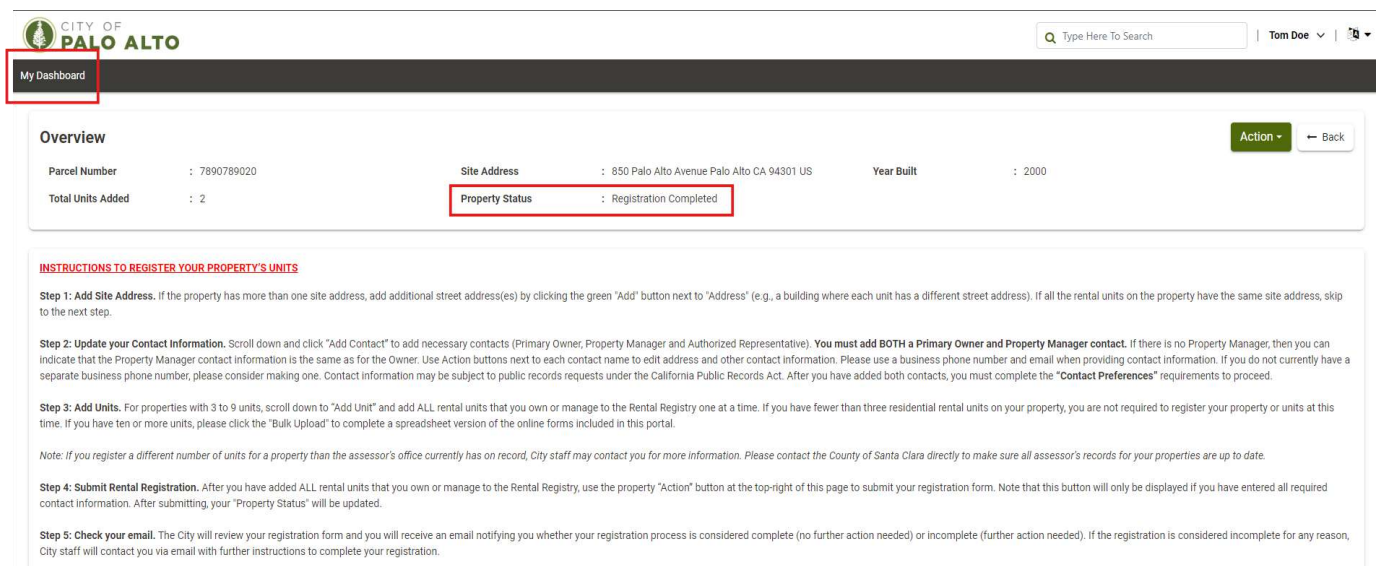 CITY OF
PALO ALTO
Type Here To Search
Tom Doe
My Dashboard
Overview
Action
← Back
Parcel Number : 7890789020
Site Address : 850 Palo Alto Avenue Palo Alto CA 94301 US
Year Built : 2000
Total Units Added : 2
Property Status : Registration Completed
INSTRUCTIONS TO REGISTER YOUR PROPERTY'S UNITS
Step 1: Add Site Address. If the property has more than one site address, add additional street address(es) by clicking the green "Add" button next to "Address" (e.g., a building where each unit has a different street address). If all the rental units on the property have the same site address, skip
to the next step.
Step 2: Update your Contact Information. Scroll down and click "Add Contact" to add necessary contacts (Primary Owner, Property Manager and Authorized Representative). You must add BOTH a Primary Owner and Property Manager contact. If there is no Property Manager, then you can
indicate that the Property Manager contact information is the same as for the Owner. Use Action buttons next to each contact name to edit address and other contact information. Please use a business phone number and email when providing contact information. If you do not currently have a
separate business phone number, please consider making one. Contact information may be subject to public records requests under the California Public Records Act. After you have added both contacts, you must complete the "Contact Preferences" requirements to proceed.
Step 3: Add Units. For properties with 3 to 9 units, scroll down to "Add Unit" and add ALL rental units that you own or manage to the Rental Registry one at a time. If you have fewer than three residential rental units on your property, you are not required to register your property or units at this
time. If you have ten or more units, please click the "Bulk Upload" to complete a spreadsheet version of the online forms included in this portal.
Note: If you register a different number of units for a property than the assessor's office currently has on record, City staff may contact you for more information. Please contact the County of Santa Clara directly to make sure all assessor's records for your properties are up to date.
Step 4: Submit Rental Registration. After you have added ALL rental units that you own or manage to the Rental Registry, use the property "Action" button at the top-right of this page to submit your registration form. Note that this button will only be displayed if you have entered all required
contact information. After submitting, your "Property Status" will be updated.
Step 5: Check your email. The City will review your registration form and you will receive an email notifying you whether your registration process is considered complete (no further action needed) or incomplete (further action needed). If the registration is considered incomplete for any reason,
City staff will contact you via email with further instructions to complete your registration.